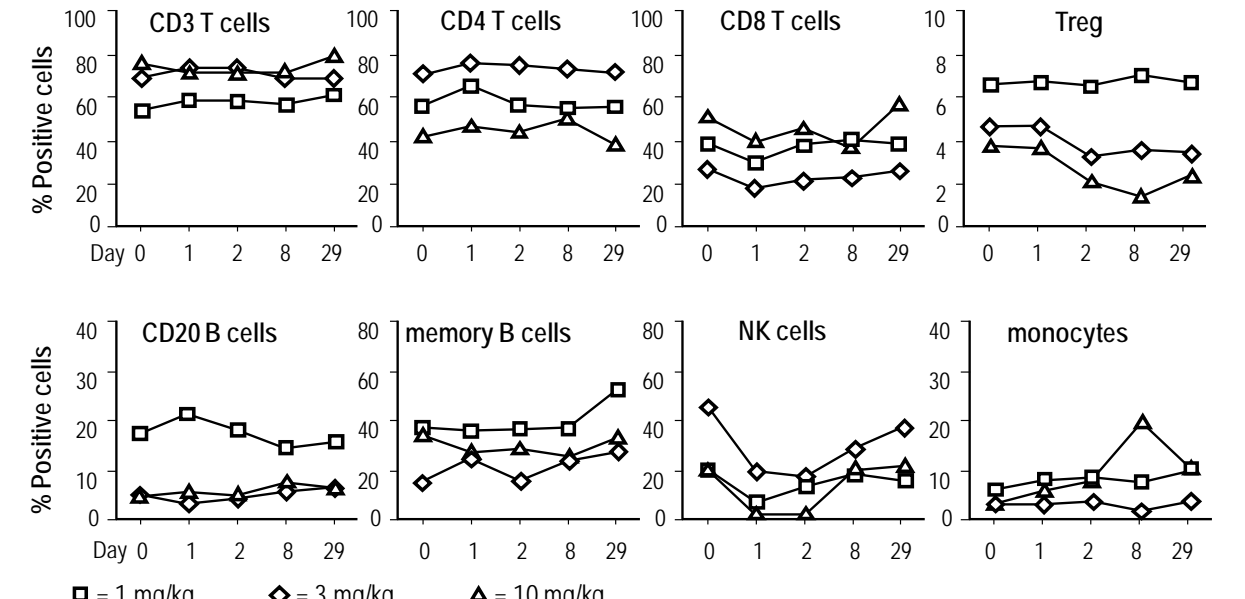 CD3 T cells
% Positive cells
100
80
60
40
20
0
Day 0 1 2 8 29
CD4 T cells
100
80
60
40
20
0
0 1 2 8 29
CD8 T cells
100
80
60
40
20
0
0 1 2 8 29
Treg
10
8
6
4
2
0
0 1 2 8 29
CD20 B cells
% Positive cells
40
30
20
10
0
Day 0 1 2 8 29
memory B cells
80
60
40
20
0
0 1 2 8 29
NK cells
80
60
40
20
0
0 1 2 8 29
monocytes
40
30
20
10
0
0 1 2 8 29
= 1 mg/kg = 3 mg/kg = 10 mg/kg